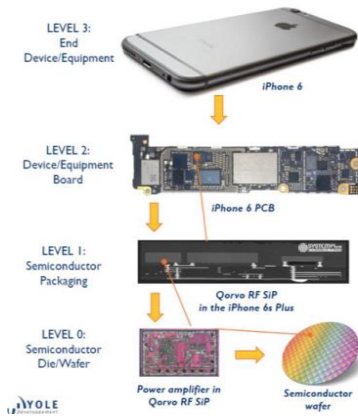 LEVEL 3:
End
Device/Equipment
iPhone 6
LEVEL 2:
Device/Equipment
Board
iPhone 6 PCB
LEVEL 1:
Semiconductor
Packaging
Qorvo RF SiP
in the iPhone 6s Plus
LEVEL 0:
Semiconductor
Die/Wafer
Power amplifier in
Qorvo RF SiP
Semiconductor
wafer
YOLE
Développement